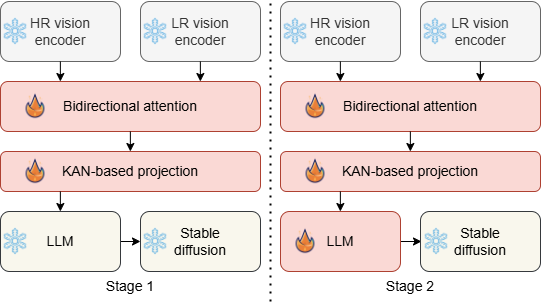 HR vision
encoder
LR vision
encoder
Bidirectional attention
KAN-based projection
LLM
Stable
diffusion
Stage 1
HR vision
encoder
LR vision
encoder
Bidirectional attention
KAN-based projection
LLM
Stable
diffusion
Stage 2